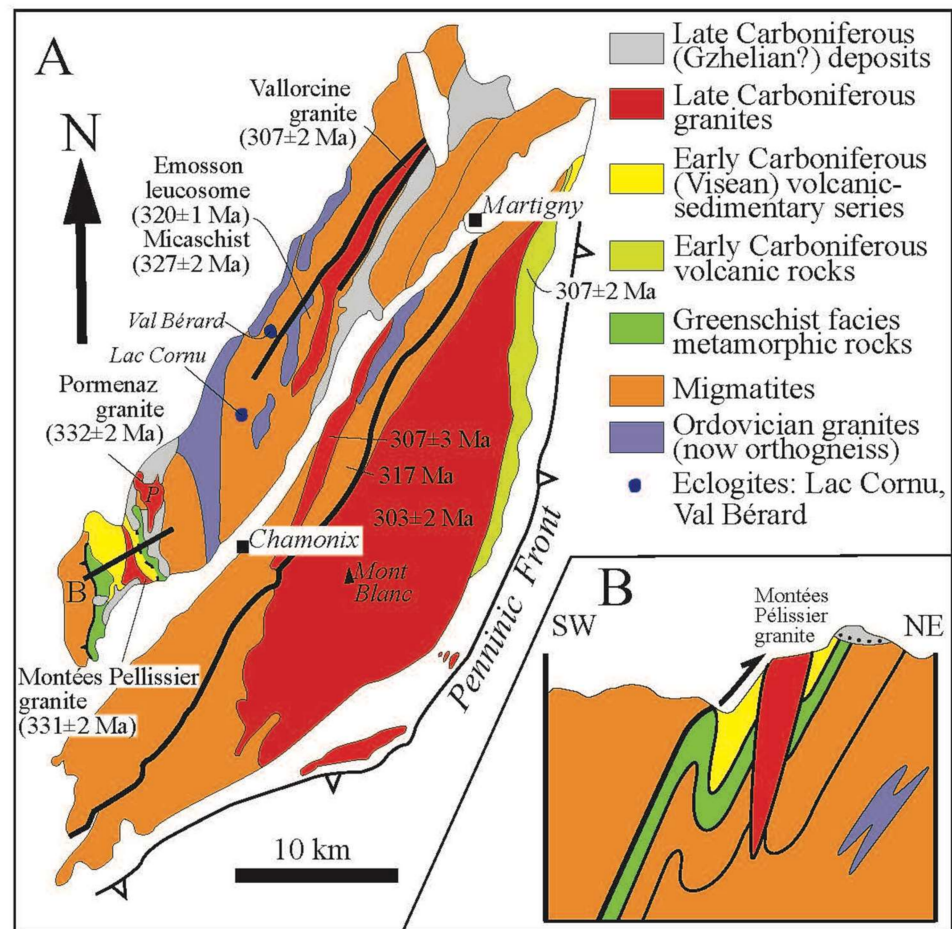 A
N
Vallorcine
granite
(307±2 Ma)
Emosson
leucosome
(320±1 Ma)
Micaschist
(327±2 Ma)
Val Bérard
Lac Cornu
Pormenaz
granite
(332±2 Ma)
P
B
Chamonix
Martigny
307±2 Ma
307±3 Ma
317 Ma
303±2 Ma
Mont
Blanc
Penninic Front
Montées Pellissier
granite
(331±2 Ma)
10 km
Late Carboniferous
(Gzhelian?) deposits
Late Carboniferous
granites
Early Carboniferous
(Visean) volcanic-
sedimentary series
Early Carboniferous
volcanic rocks
Greenschist facies
metamorphic rocks
Migmatites
Ordovician granites
(now orthogneiss)
Eclogites: Lac Cornu,
Val Bérard
B
SW
Montées
Pélissier
granite
NE